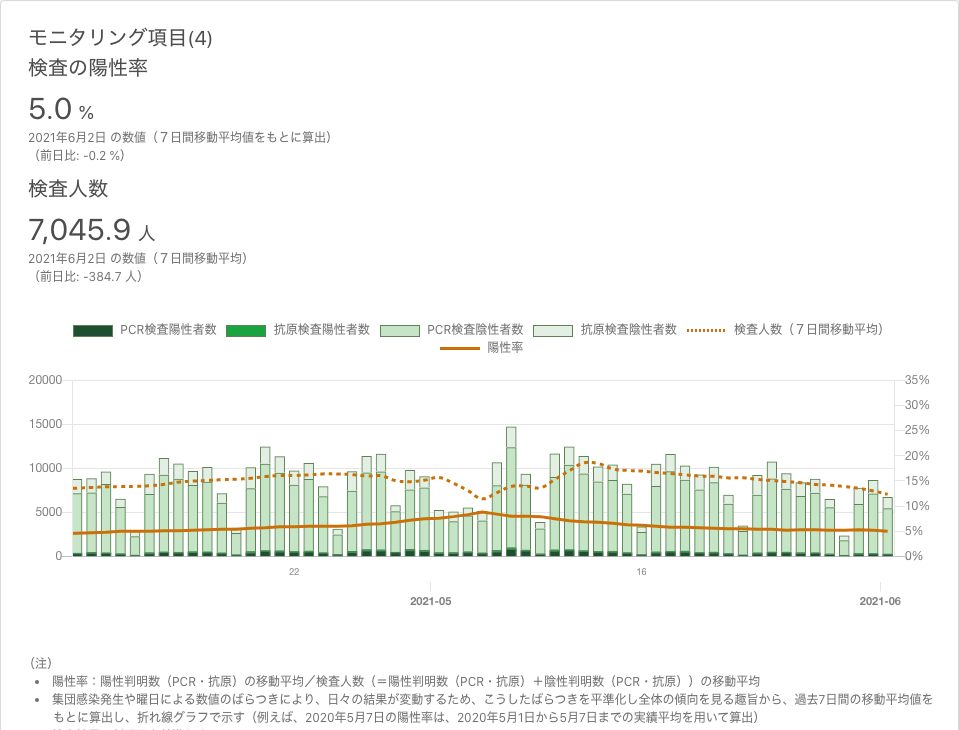 モニタリング項目(4)
検査の陽性率
5.0 %
2021年6月2日 の数値（７日間移動平均値をもとに算出）
（前日比: -0.2 %）
検査人数
7,045.9 人
2021年6月2日 の数値（７日間移動平均）
（前日比: -384.7 人）
PCR検査陽性者数 抗原検査陽性者数 PCR検査陰性者数 抗原検査陰性者数 検査人数（７日間移動平均）
陽性率
20000 35%
30%
15000 25%
20%
10000 15%
10%
5000 5%
0 0%
22 16
2021-05 2021-06
（注）
• 陽性率：陽性判明数（PCR・抗原）の移動平均／検査人数（＝陽性判明数（PCR・抗原）＋陰性判明数（PCR・抗原））の移動平均
• 集団感染発生や曜日による数値のばらつきにより、日々の結果が変動するため、こうしたばらつきを平準化し全体の傾向を見る趣旨から、過去7日間の移動平均値を
もとに算出し、折れ線グラフで示す（例えば、2020年5月7日の陽性率は、2020年5月1日から5月7日までの実績平均を用いて算出）